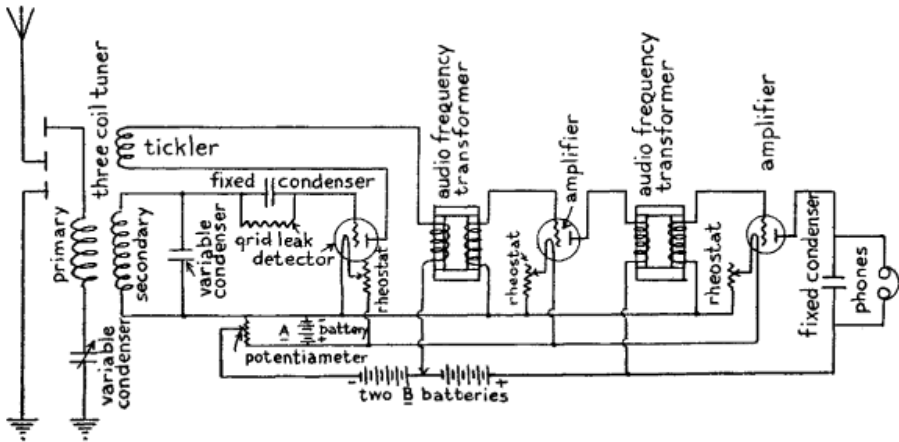 three coil tuner
primary
secondary
tickler
variable
condenser
fixed condenser
grid leak
detector
variable
condenser
rheostat
A battery
- +
potentiameter
- +
two B batteries
audio frequency
transformer
amplifier
rheostat
audio frequency
transformer
amplifier
rheostat
fixed condenser
phones